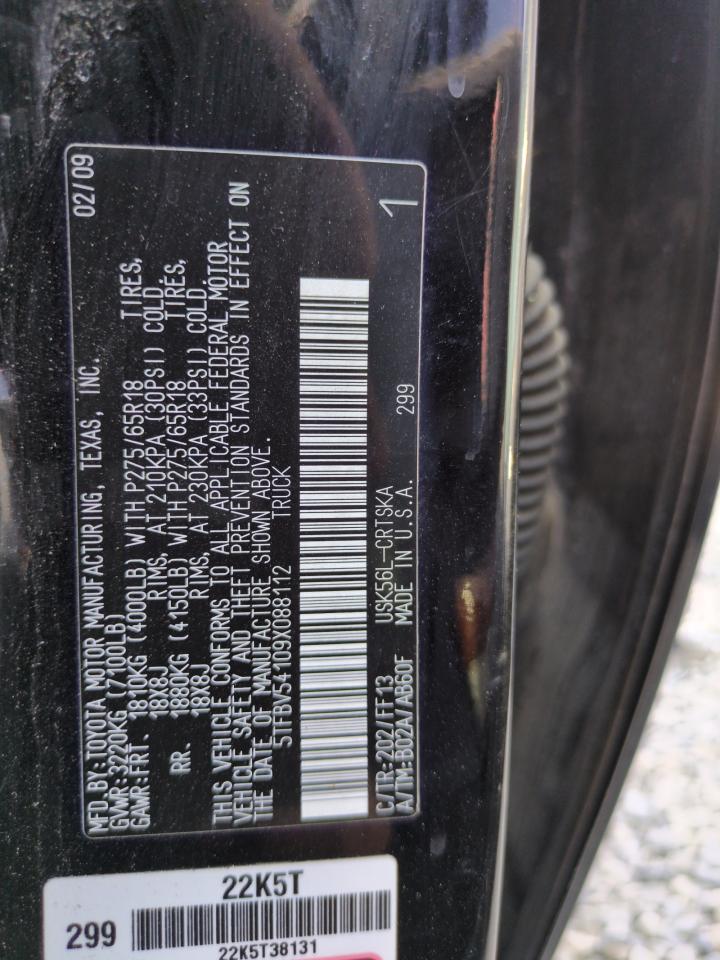 MFD.BY:TOYOTA MOTOR MANUFACTURING, TEXAS, INC. 02/09
GVWR:3220KG (7100LB)
GAWR:FRT. 1810KG (4000LB) WITH P275/65R18 TIRES,
18X8J RIMS, AT 210KPA (30PSI) COLD.
RR. 1880KG (4150LB) WITH P275/65R18 TIRES,
18X8J RIMS, AT 230KPA (33PSI) COLD.
THIS VEHICLE CONFORMS TO ALL APPLICABLE FEDERAL MOTOR
VEHICLE SAFETY AND THEFT PREVENTION STANDARDS IN EFFECT ON
THE DATE OF MANUFACTURE SHOWN ABOVE.
5TFBV54109X088112 TRUCK
C/TR:202/FF13 USK56L-CRTSKA 299 1
A/TM:B02A/AB60F MADE IN U.S.A.
22K5T
299
22K5T38131